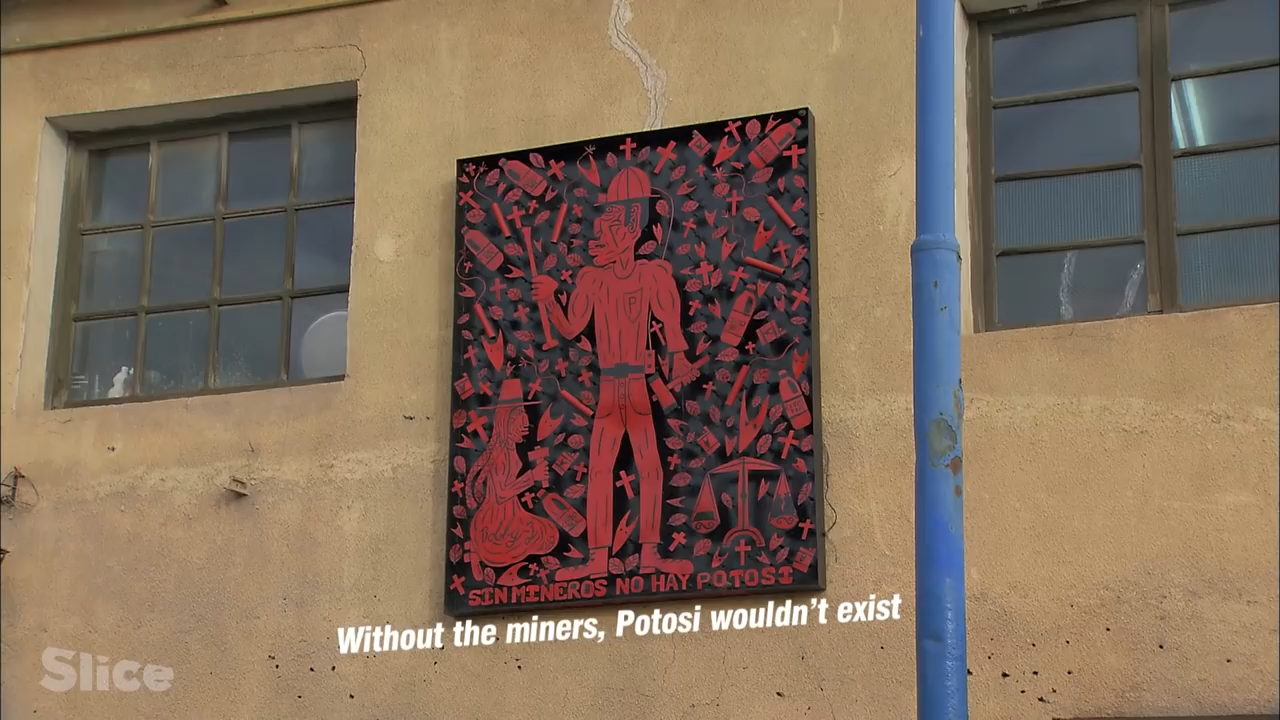 P
SIN MINEROS NO HAY POTOSI
Without the miners, Potosi wouldn't exist
Slice